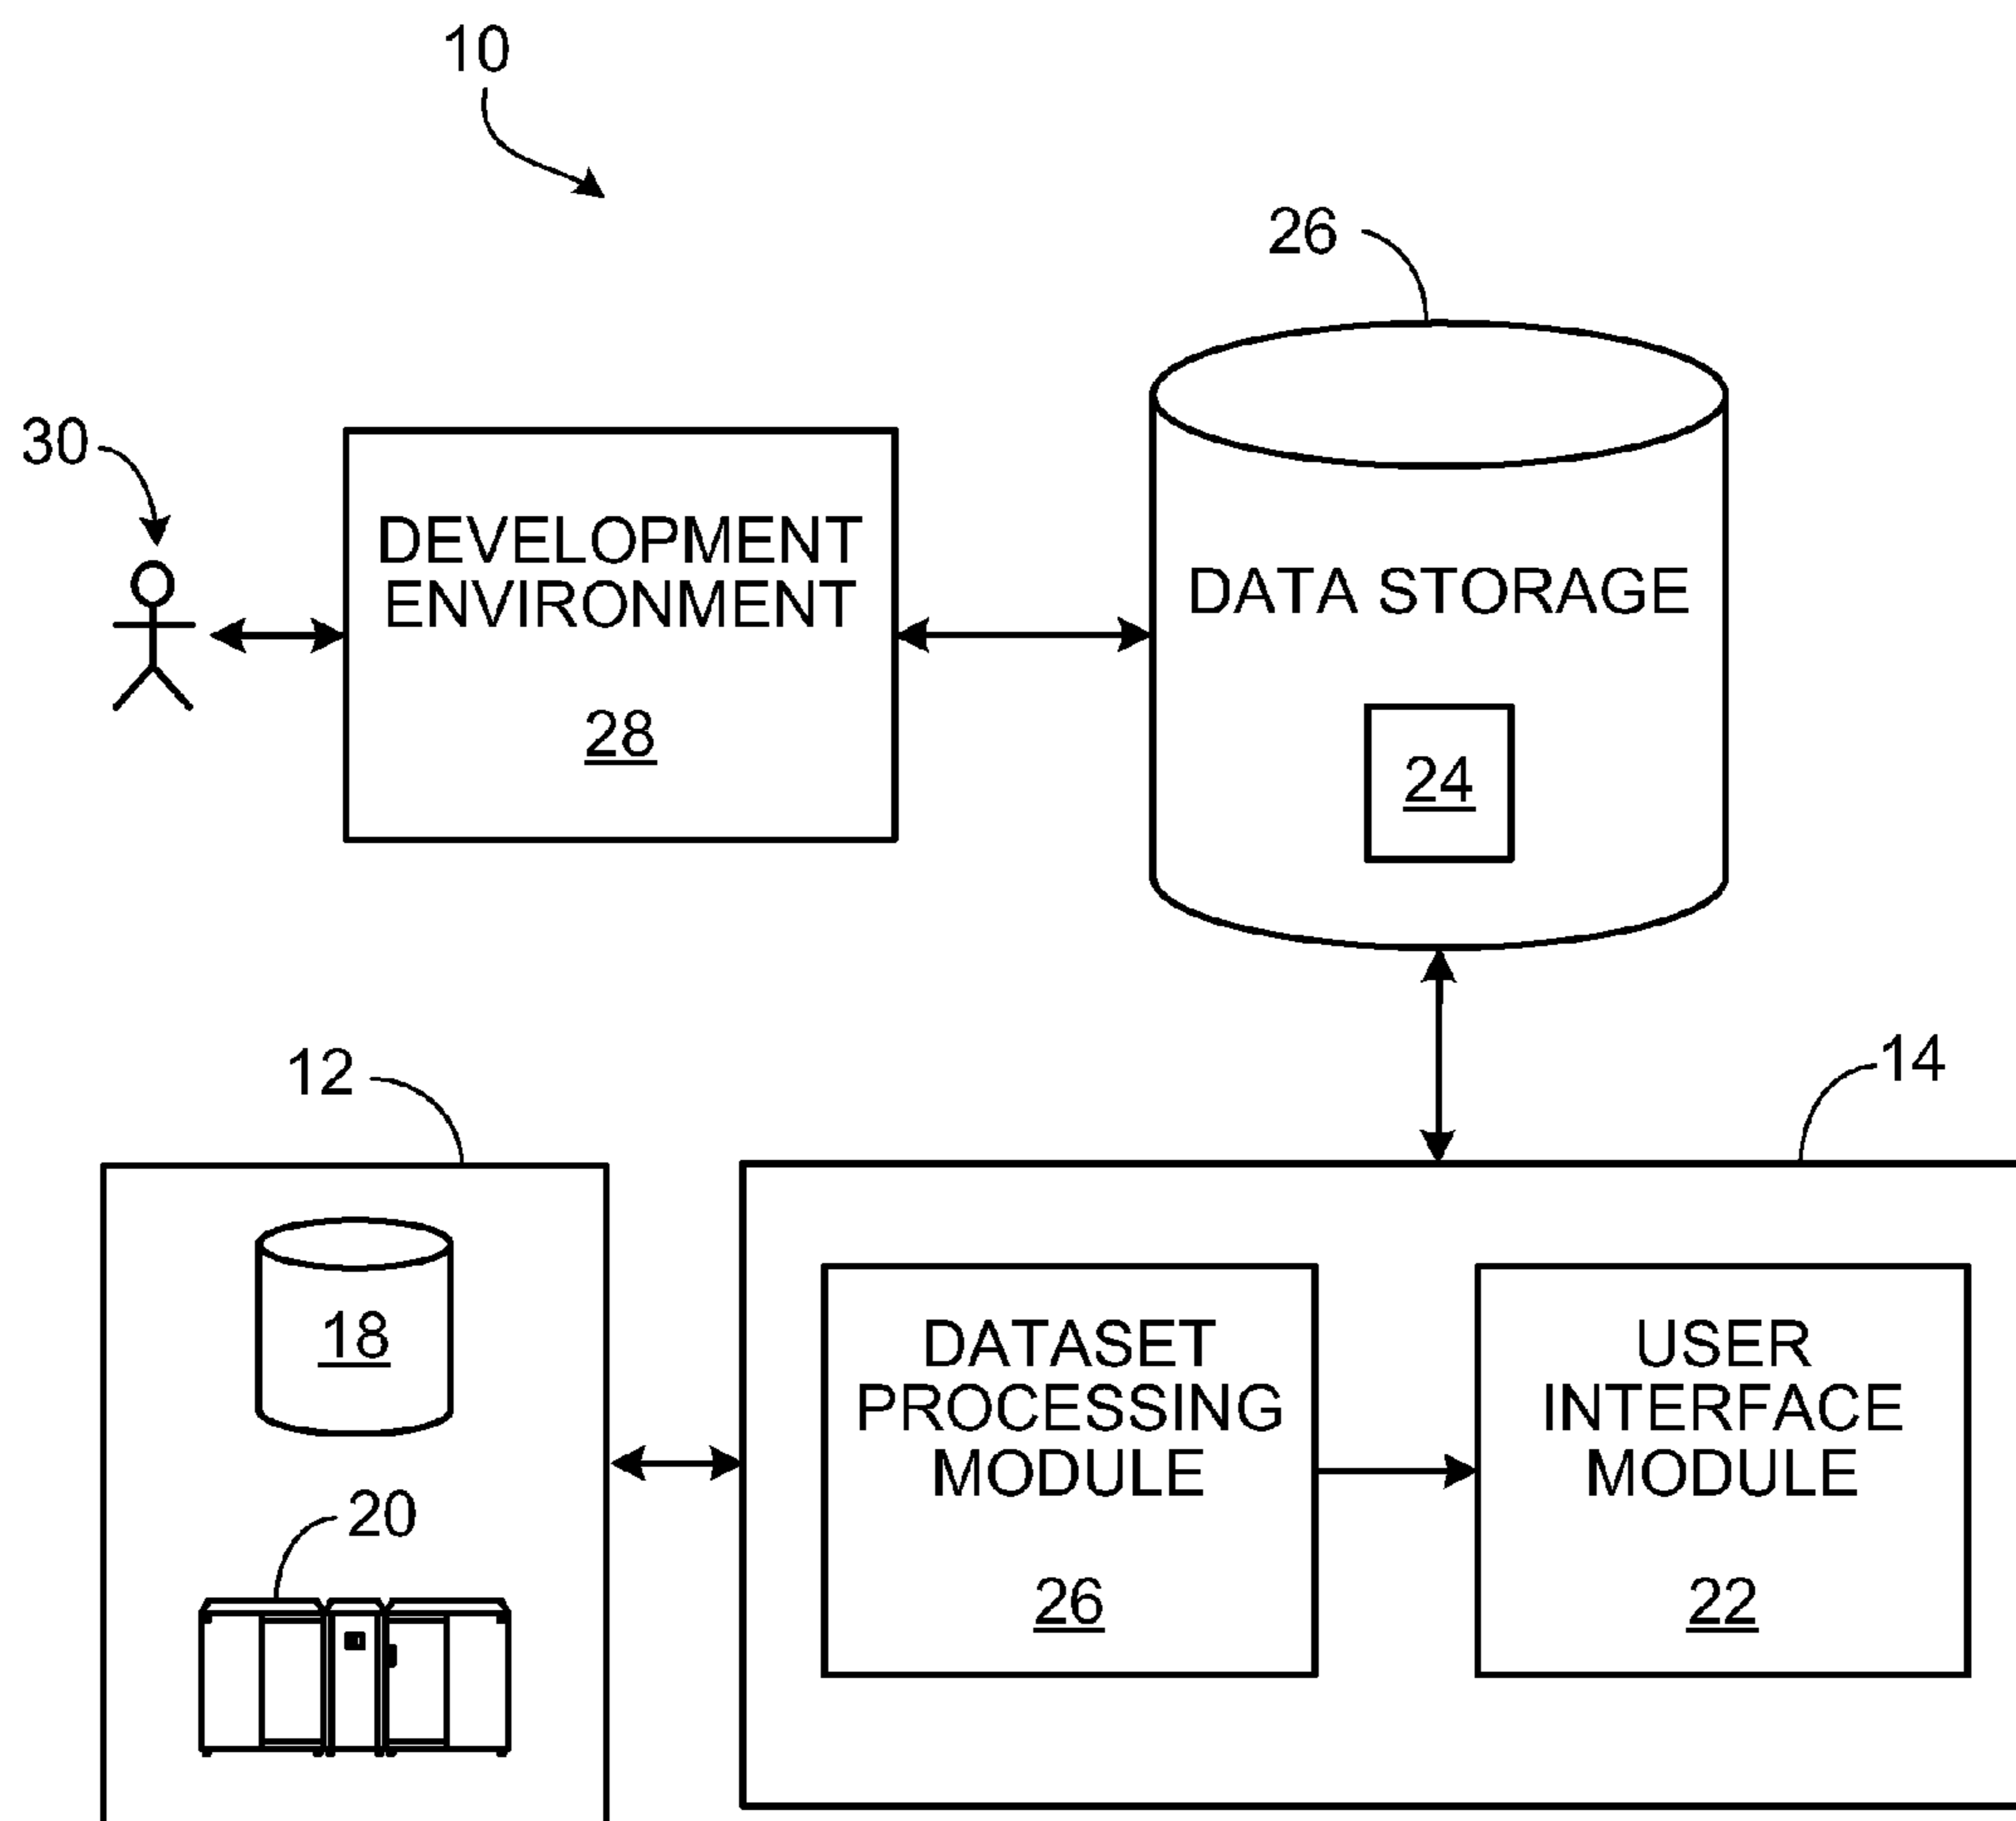 10
26
30
DEVELOPMENT
ENVIRONMENT
28
DATA STORAGE
24
12
14
18
20
DATASET
PROCESSING
MODULE
26
USER
INTERFACE
MODULE
22